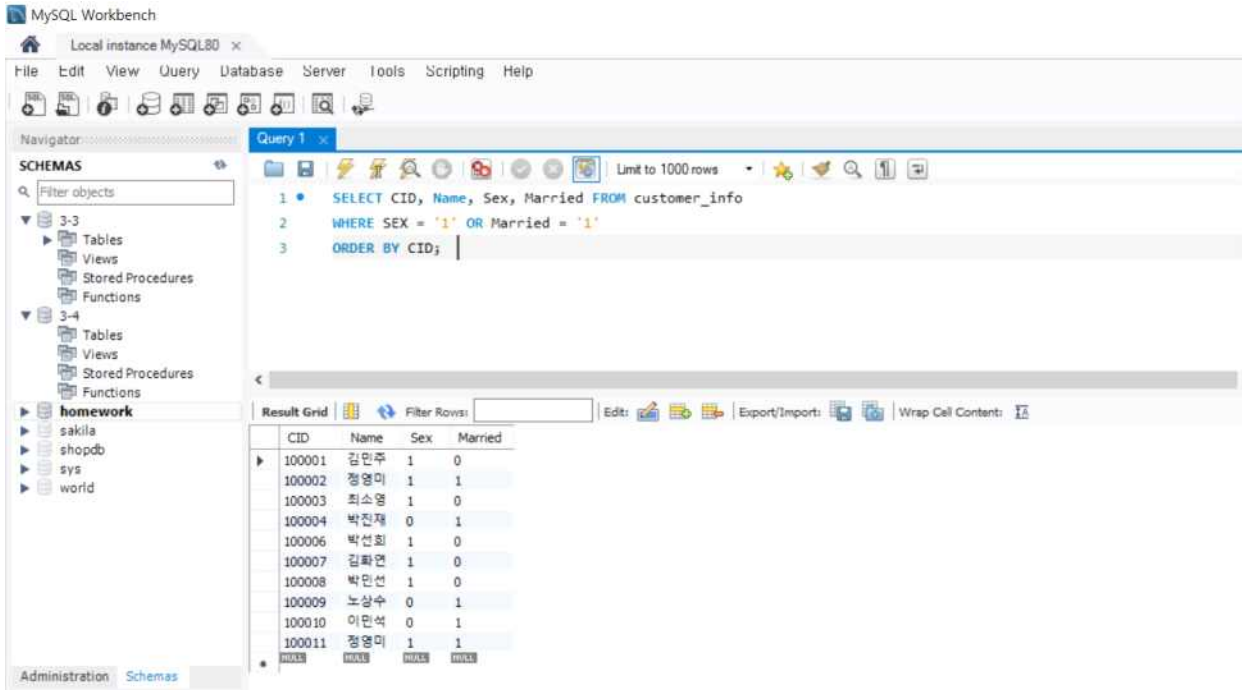 MySQL Workbench
Local instance MySQL80 ×
File Edit View Query Database Server Tools Scripting Help
Navigator
Query 1 ×
SCHEMAS
Filter objects
Limit to 1000 rows
1 SELECT CID, Name, Sex, Married FROM customer_info
2 WHERE SEX = '1' OR Married = '1'
3 ORDER BY CID;
3-3
Tables
Views
Stored Procedures
Functions
3-4
Tables
Views
Stored Procedures
Functions
homework
sakila
shopdb
sys
world
Result Grid Filter Rows: Edit: Export/Import: Wrap Cell Content:
CID Name Sex Married
100001 김민주 1 0
100002 정영미 1 1
100003 최소영 1 0
100004 박진재 0 1
100006 박선희 1 0
100007 김화연 1 0
100008 박민선 1 0
100009 노상수 0 1
100010 이민석 0 1
100011 정영미 1 1
NULL NULL NULL NULL
Administration Schemas